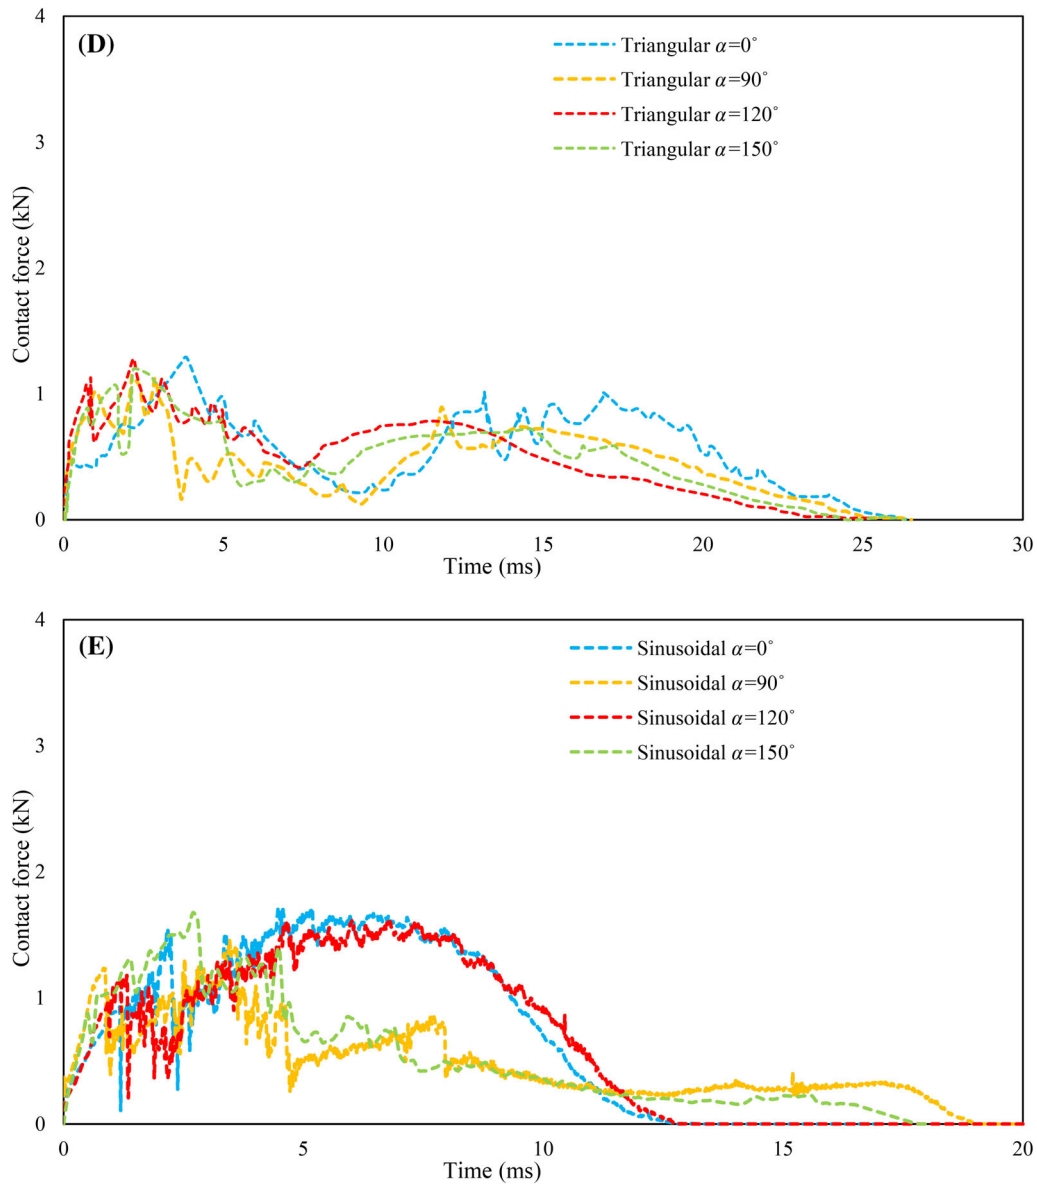 4
(D)
Triangular α=0°
Triangular α=90°
Triangular α=120°
Triangular α=150°
3
2
1
0
Contact force (kN)
0 5 10 15 20 25 30
Time (ms)
4
(E)
Sinusoidal α=0°
Sinusoidal α=90°
Sinusoidal α=120°
Sinusoidal α=150°
3
2
1
0
Contact force (kN)
0 5 10 15 20
Time (ms)